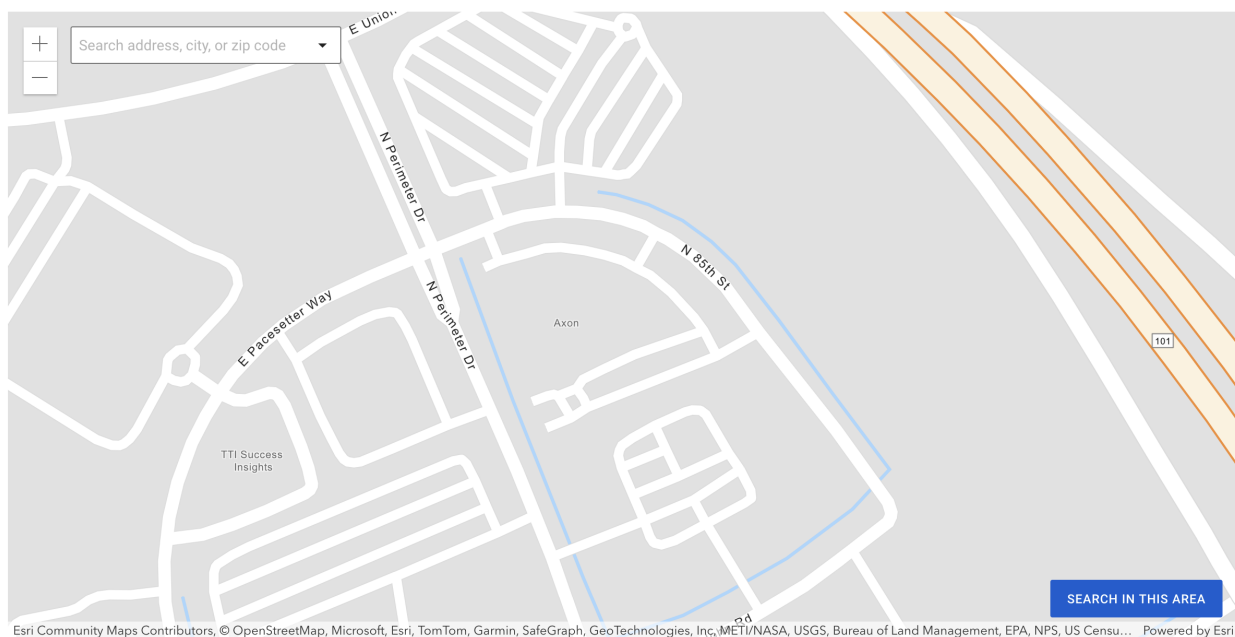 E Union
+
Search address, city, or zip code
−
N Perimeter Dr
N 85th St
E Pacesetter Way
N Perimeter Dr
Axon
101
TTI Success
Insights
SEARCH IN THIS AREA
Rd
Esri Community Maps Contributors, © OpenStreetMap, Microsoft, Esri, TomTom, Garmin, SafeGraph, GeoTechnologies, Inc, METI/NASA, USGS, Bureau of Land Management, EPA, NPS, US Censu... Powered by Esri